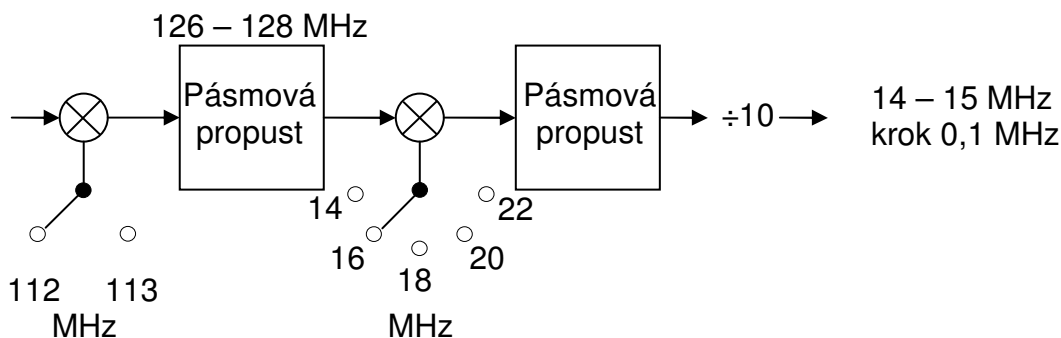 126 – 128 MHz
Pásmová
propust
Pásmová
propust
÷10
14 – 15 MHz
krok 0,1 MHz
14
16
18
20
22
112
113
MHz
MHz